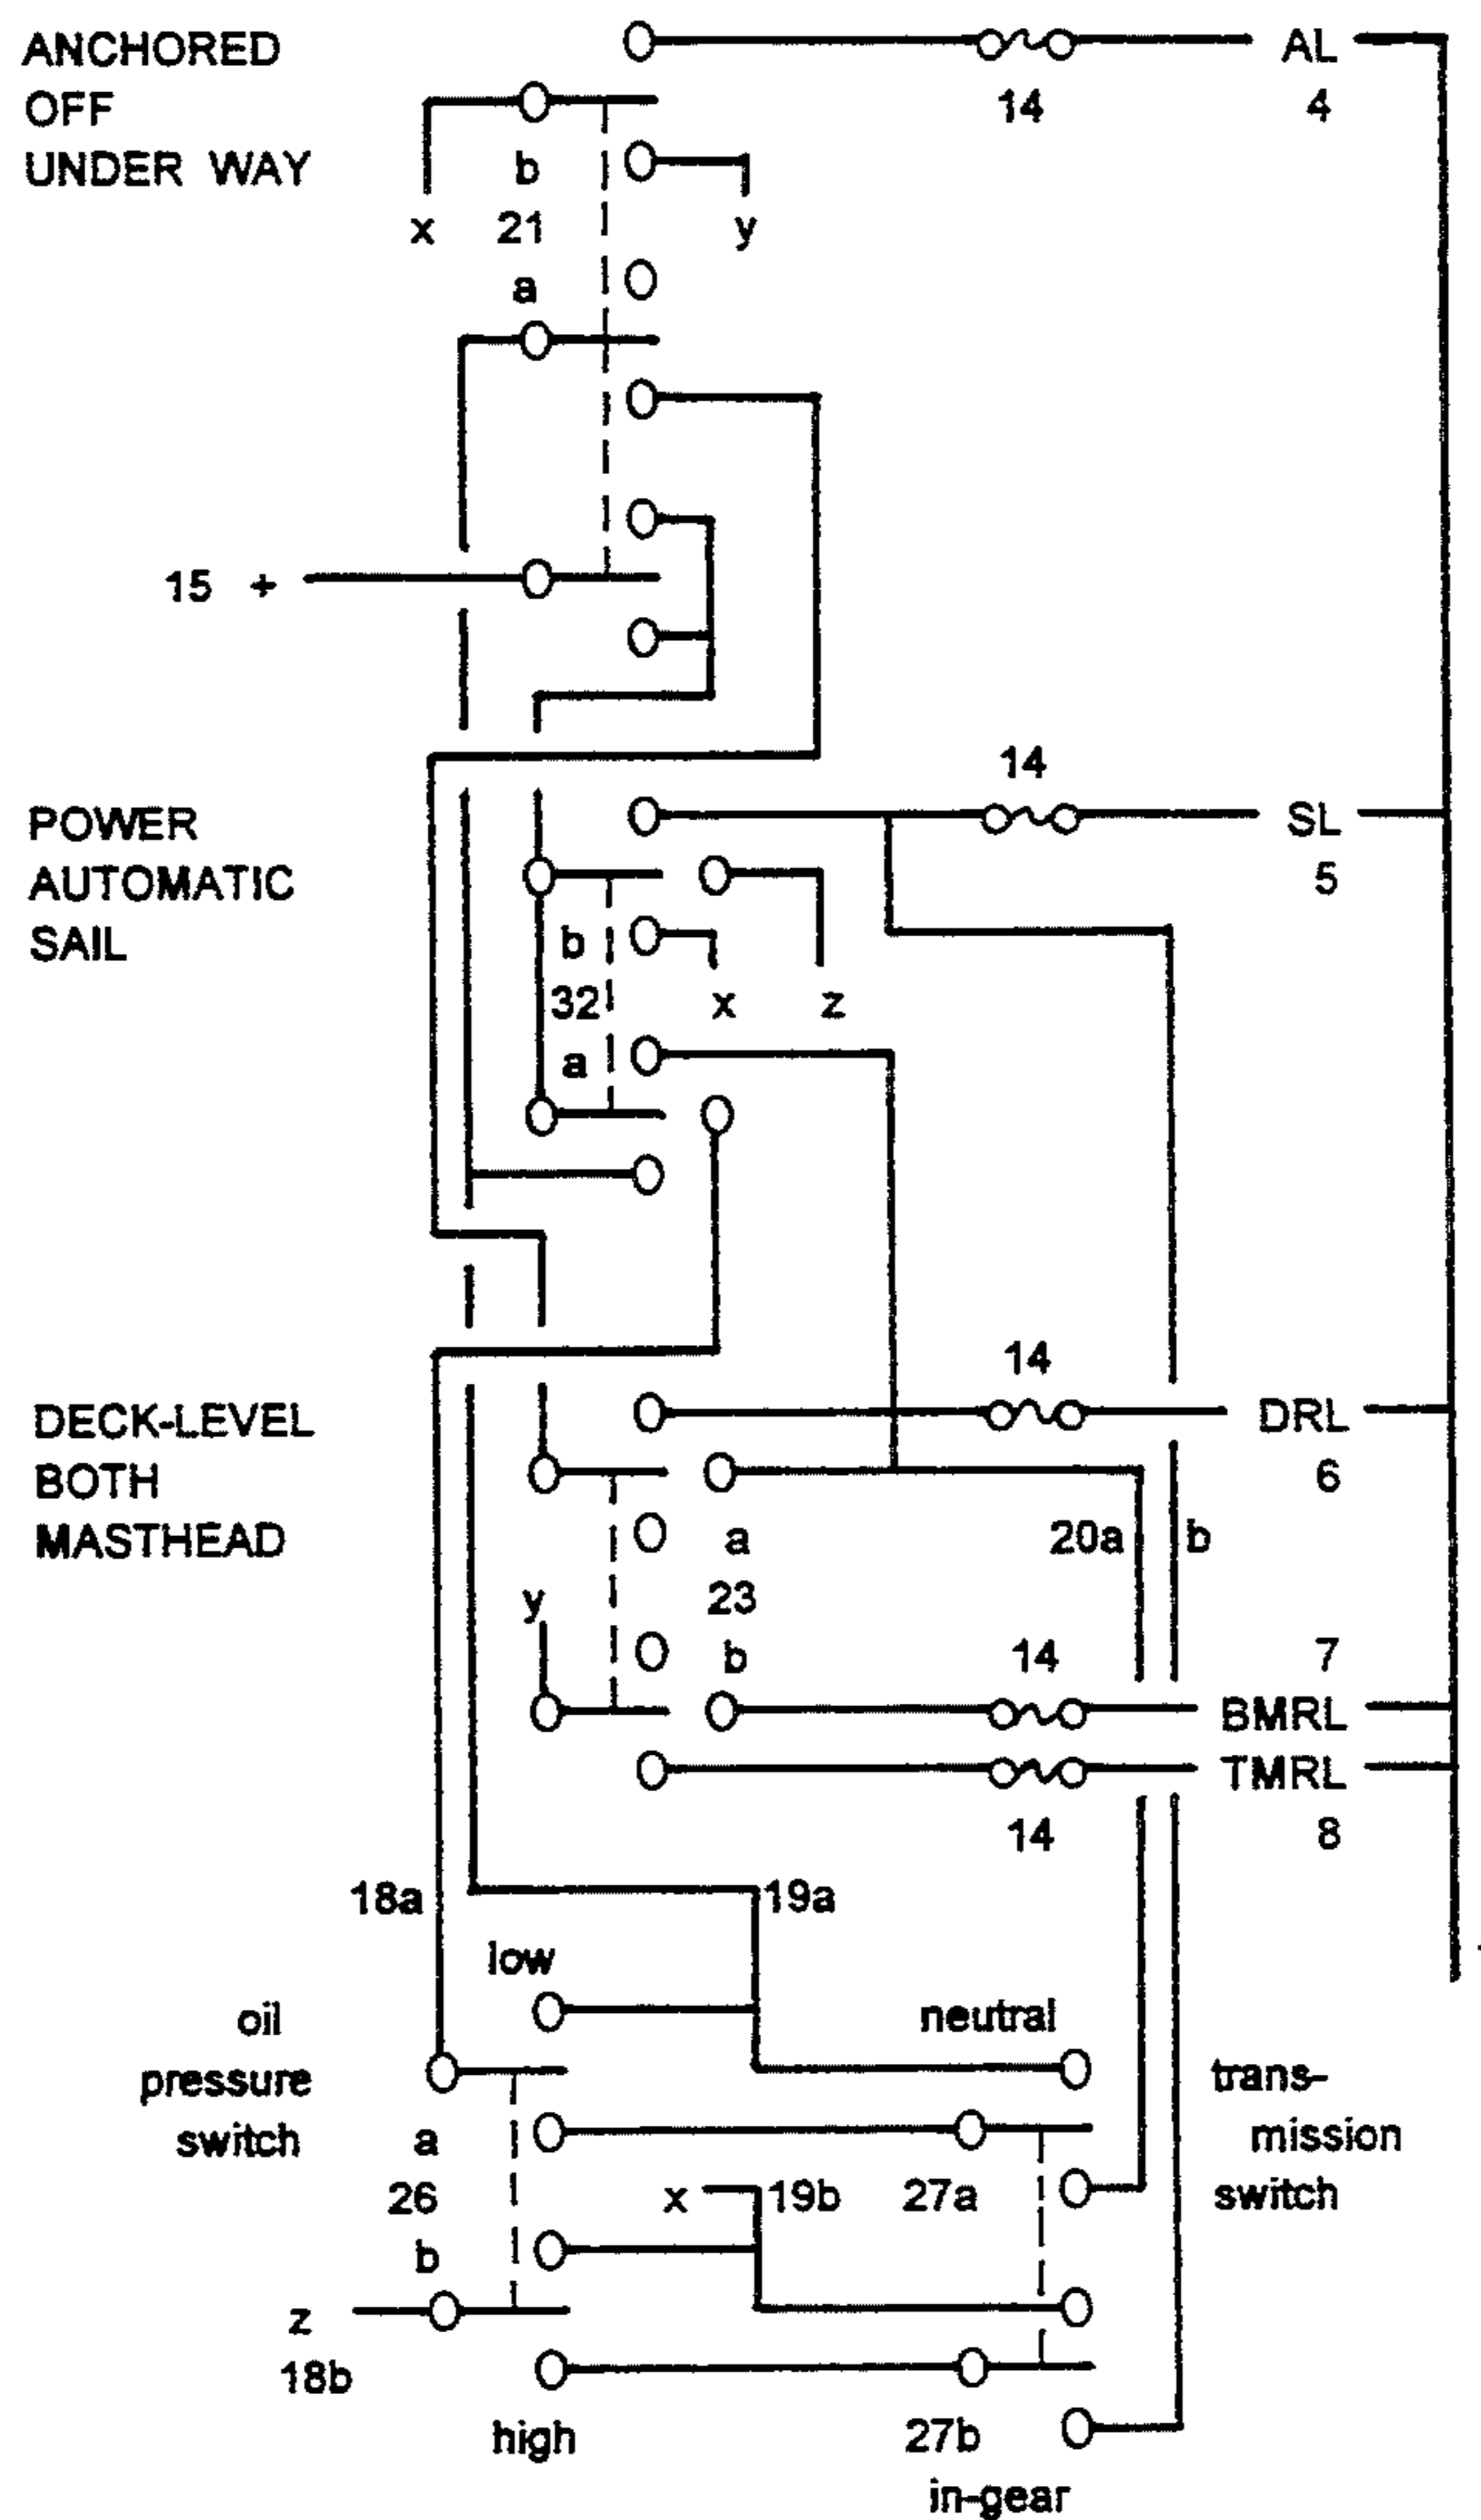 ANCHORED
OFF
UNDER WAY
14
AL
4
b
x
21
y
a
15 +
POWER
AUTOMATIC
SAIL
14
SL
5
b
32
x
z
a
DECK-LEVEL
BOTH
MASTHEAD
14
DRL
6
a
20a
b
y
23
b
14
7
BMRL
TMRL
14
8
18a
19a
low
oil
pressure
switch
neutral
trans-
mission
switch
a
26
x
19b
27a
b
z
18b
high
27b
in-gear